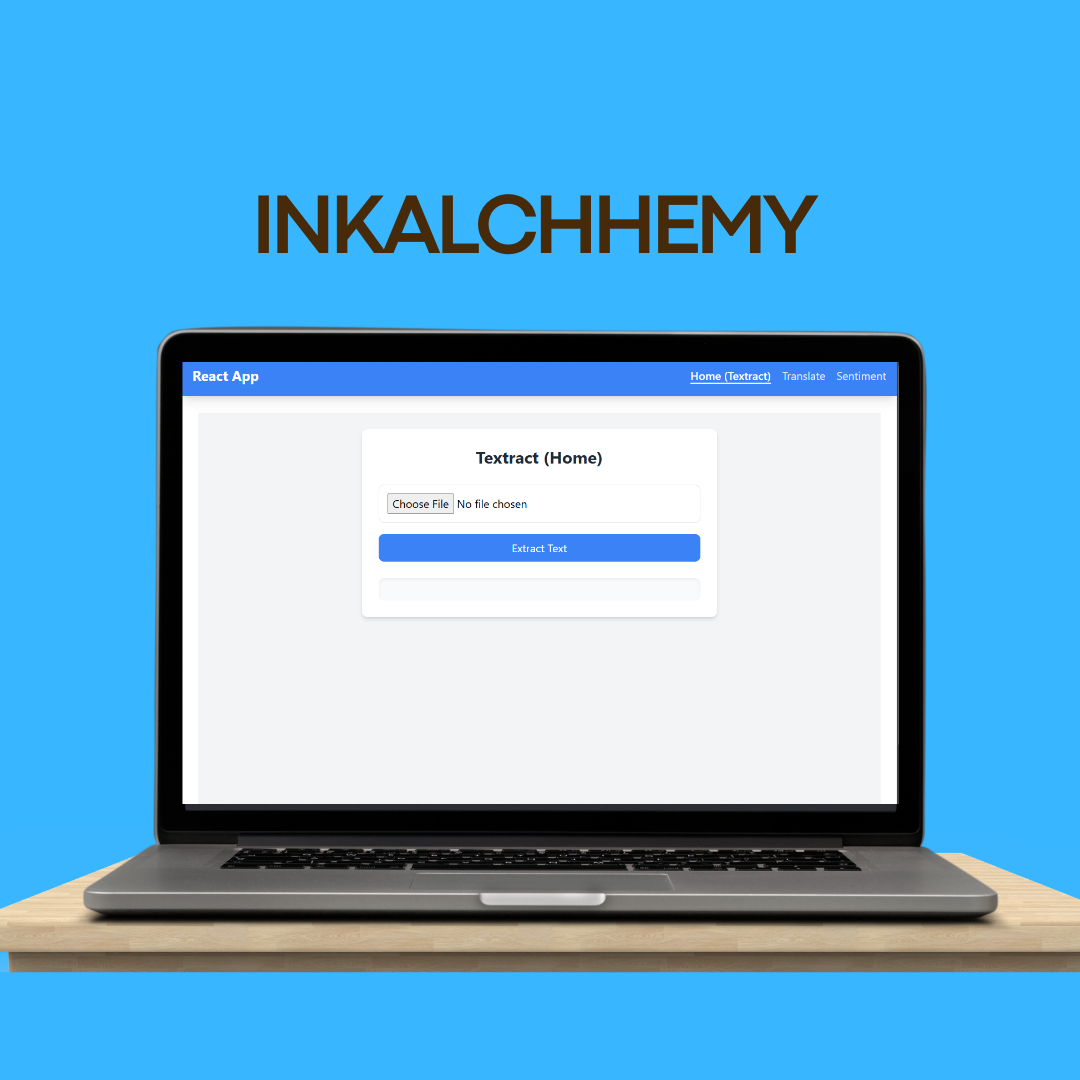 INKALCHHEMY
React App Home (Textract) Translate Sentiment
Textract (Home)
Choose File No file chosen
Extract Text